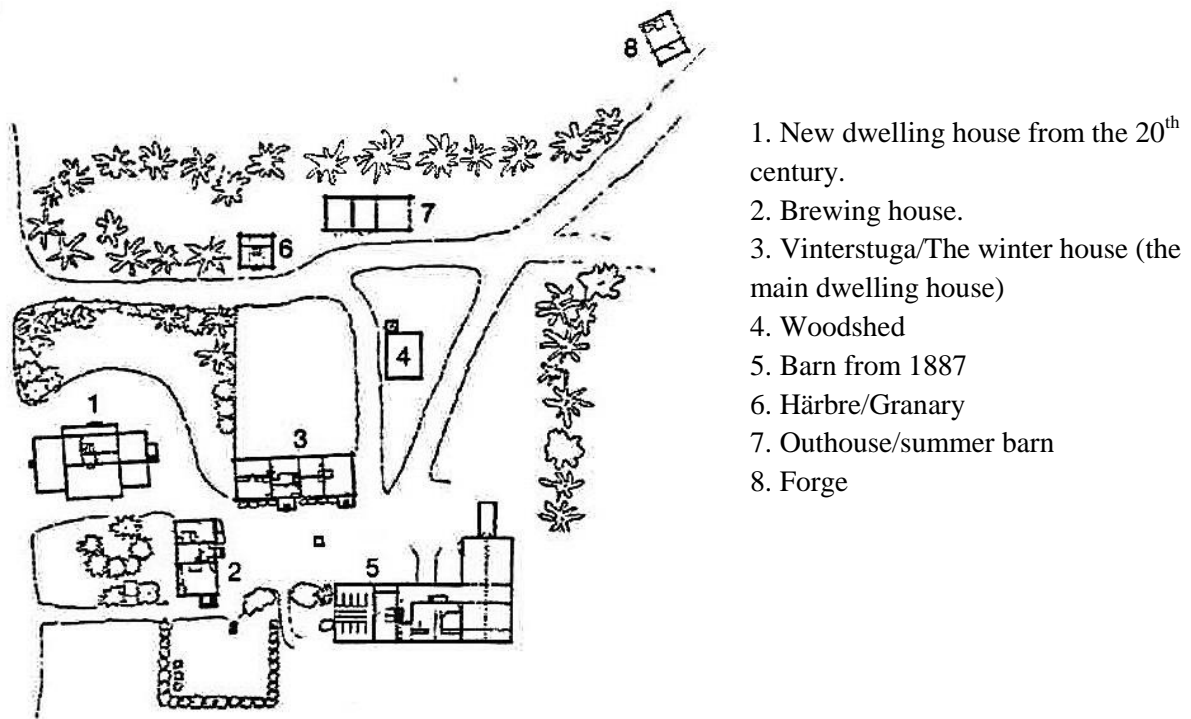 8
7
6
4
1
3
5
2
1. New dwelling house from the 20th
century.
2. Brewing house.
3. Vinterstuga/The winter house (the
main dwelling house)
4. Woodshed
5. Barn from 1887
6. Härbre/Granary
7. Outhouse/summer barn
8. Forge